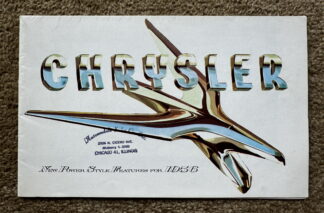 CHRYSLER
CHICAGO 41, ILLINOIS
New Power Style Features for 1956